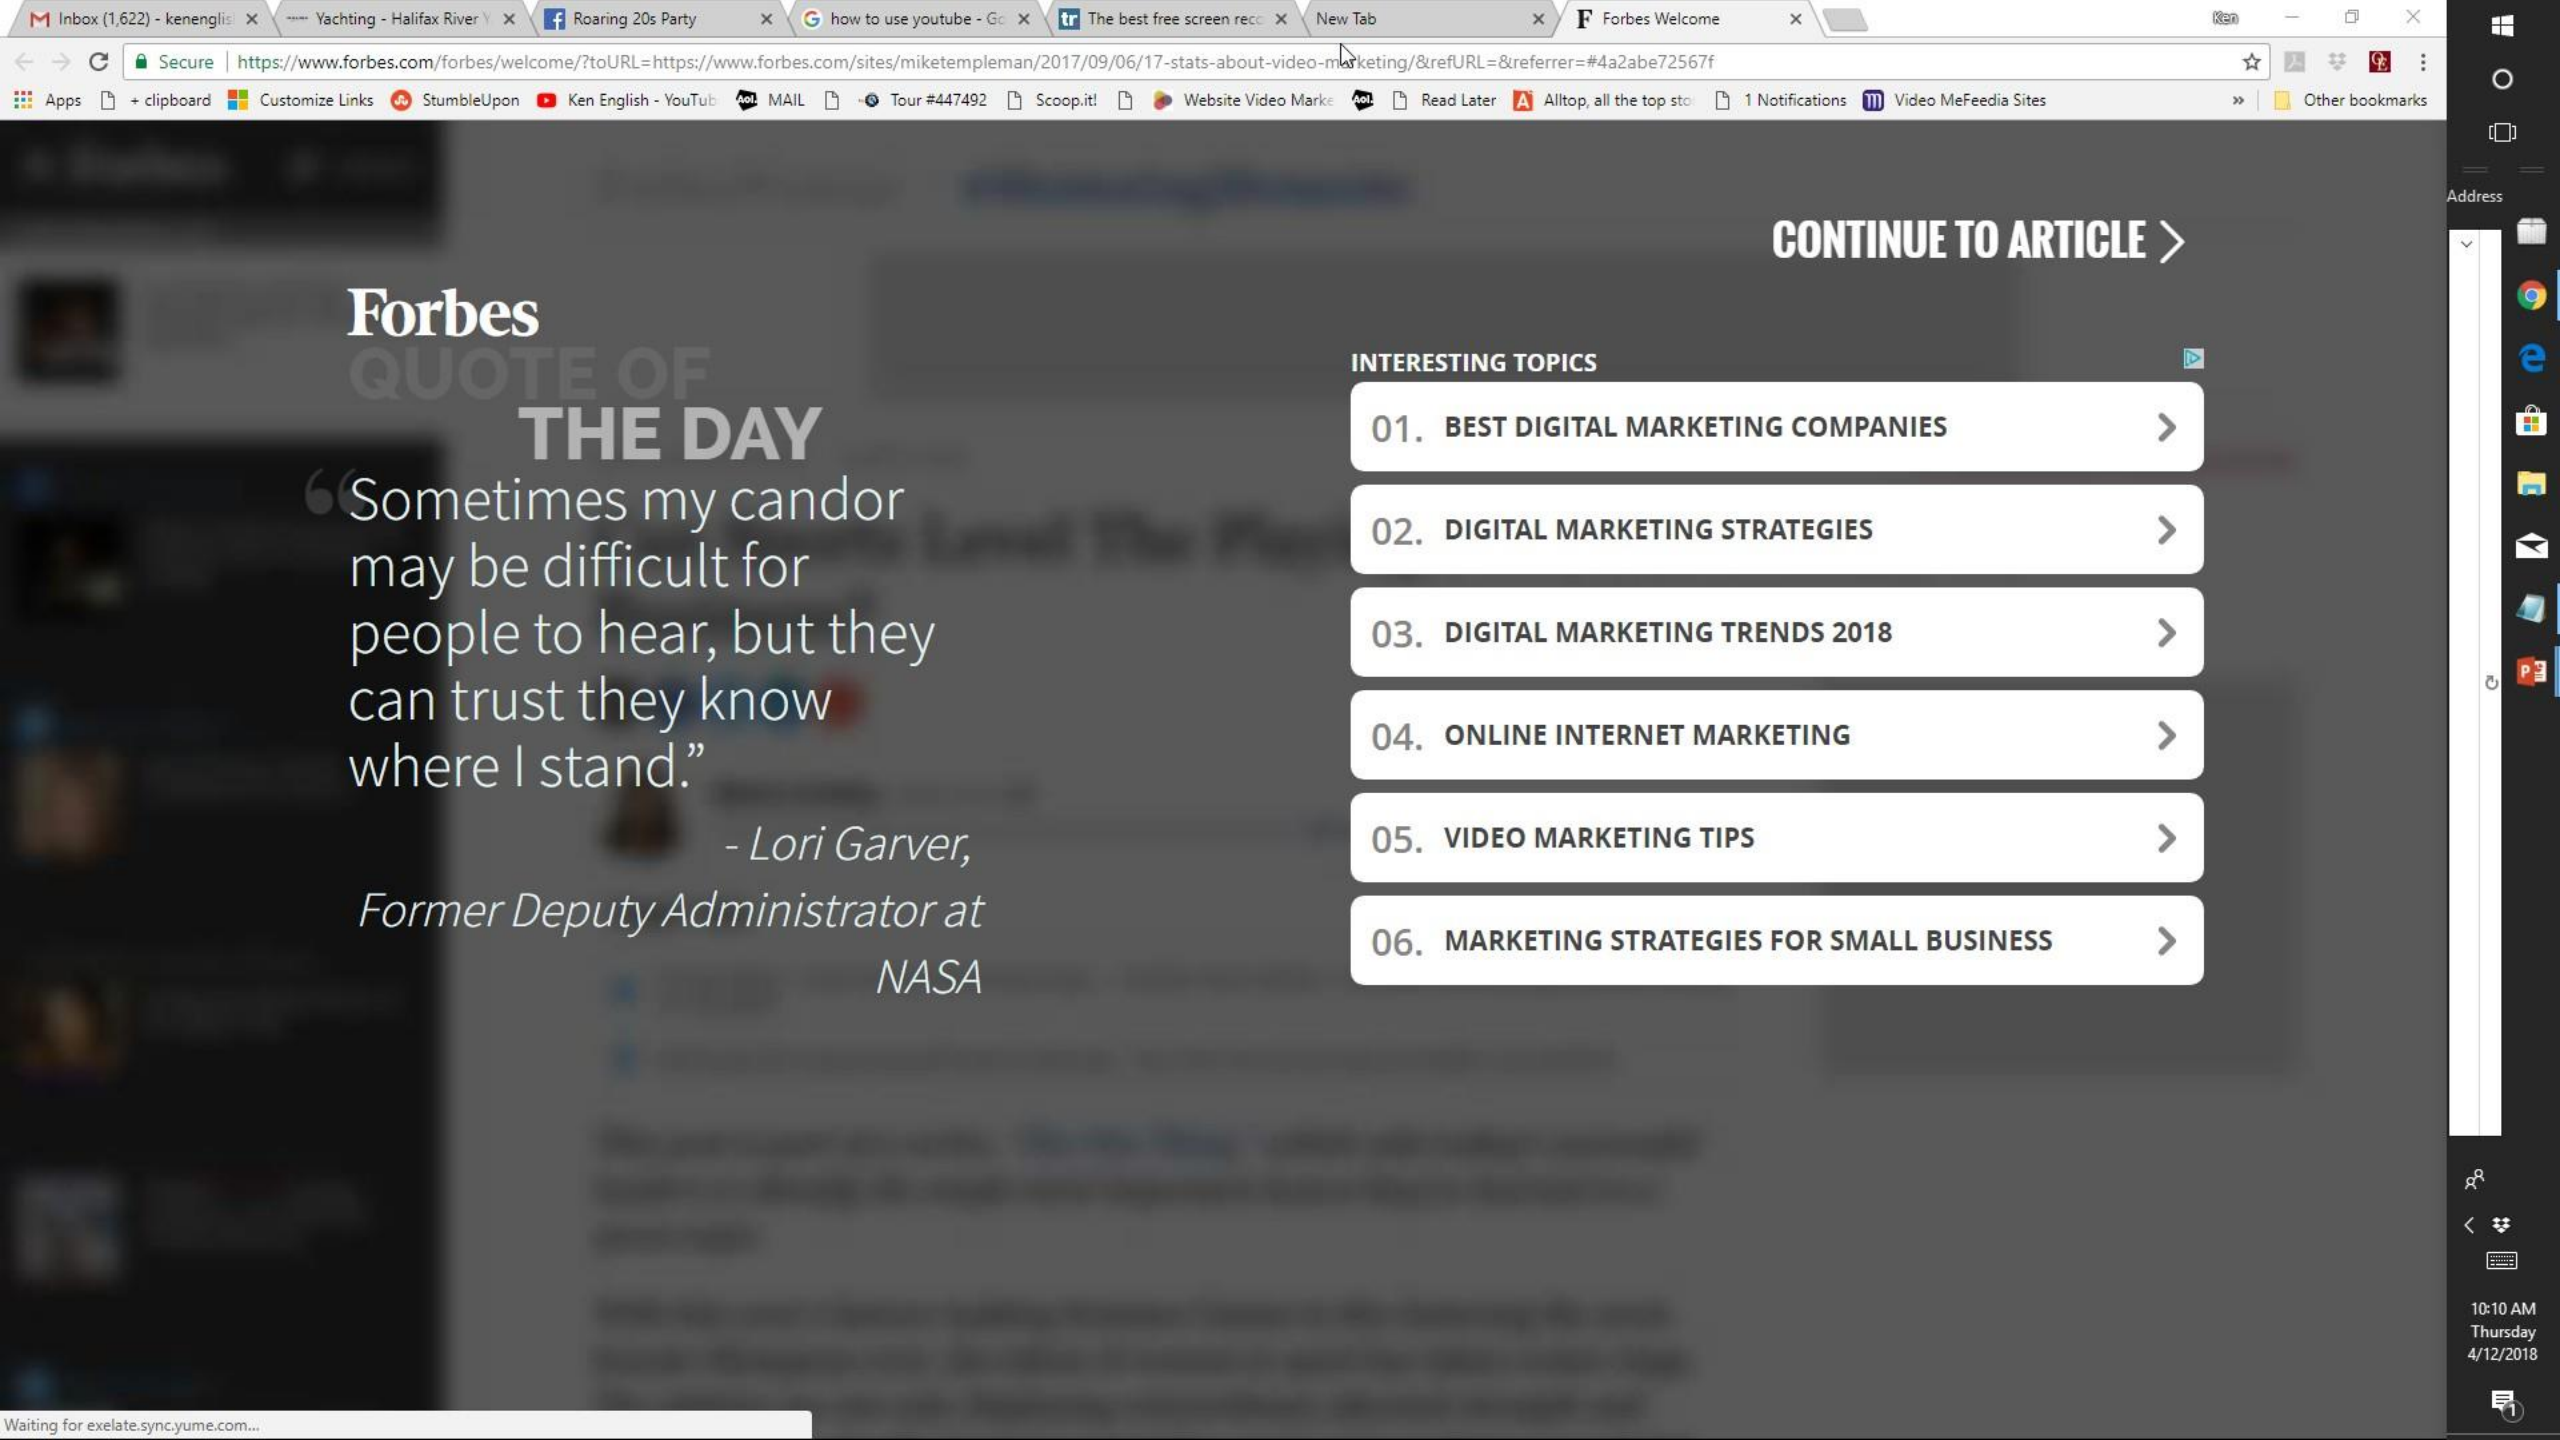 Inbox (1,622) - kenenglis
Yachting - Halifax River Y
Roaring 20s Party
how to use youtube - Go
The best free screen reco
New Tab
Forbes Welcome
Ken
Secure
https://www.forbes.com/forbes/welcome/?toURL=https://www.forbes.com/sites/miketempleman/2017/09/06/17-stats-about-video-marketing/&refURL=&referrer=#4a2abe72567f
Apps
+ clipboard
Customize Links
StumbleUpon
Ken English - YouTub
Aol.
MAIL
Tour #447492
Scoop.it!
Website Video Marke
Aol.
Read Later
Alltop, all the top sto
1 Notifications
Video MeFeedia Sites
»
Other bookmarks
Address
CONTINUE TO ARTICLE
Forbes
QUOTE OF
THE DAY
“Sometimes my candor
may be difficult for
people to hear, but they
can trust they know
where I stand.”
- Lori Garver,
Former Deputy Administrator at
NASA
INTERESTING TOPICS
01. BEST DIGITAL MARKETING COMPANIES
02. DIGITAL MARKETING STRATEGIES
03. DIGITAL MARKETING TRENDS 2018
04. ONLINE INTERNET MARKETING
05. VIDEO MARKETING TIPS
06. MARKETING STRATEGIES FOR SMALL BUSINESS
10:10 AM
Thursday
4/12/2018
1
Waiting for exelate.sync.yume.com...